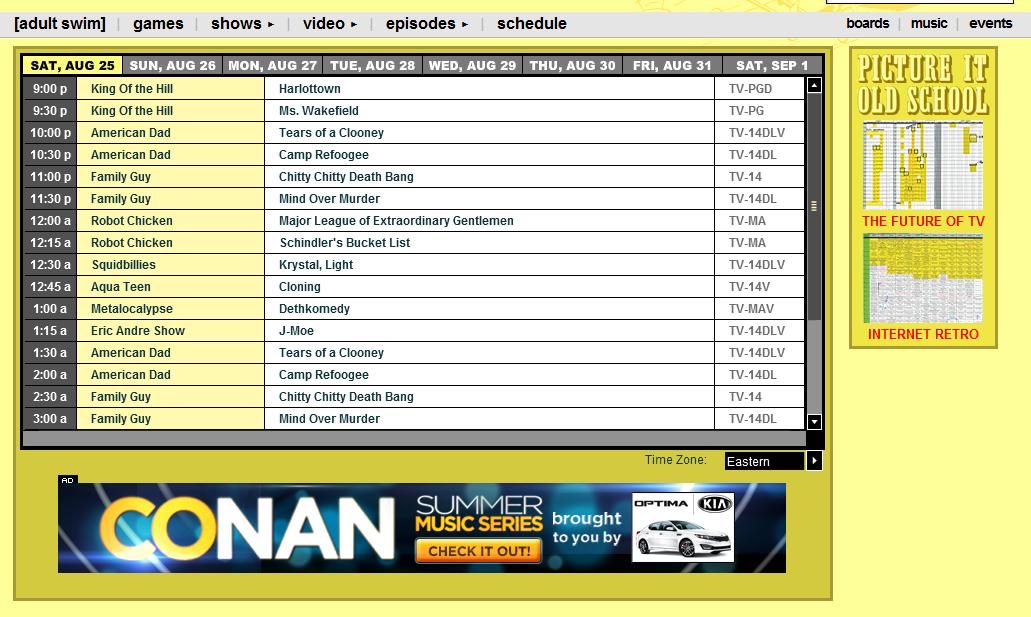 [adult swim] games shows video episodes schedule boards music events
SAT, AUG 25 SUN, AUG 26 MON, AUG 27 TUE, AUG 28 WED, AUG 29 THU, AUG 30 FRI, AUG 31 SAT, SEP 1
9:00 p King Of the Hill Harlottown TV-PGD
9:30 p King Of the Hill Ms. Wakefield TV-PG
10:00 p American Dad Tears of a Clooney TV-14DLV
10:30 p American Dad Camp Refoogee TV-14DL
11:00 p Family Guy Chitty Chitty Death Bang TV-14
11:30 p Family Guy Mind Over Murder TV-14DL
12:00 a Robot Chicken Major League of Extraordinary Gentlemen TV-MA
12:15 a Robot Chicken Schindler's Bucket List TV-MA
12:30 a Squidbillies Krystal, Light TV-14DLV
12:45 a Aqua Teen Cloning TV-14V
1:00 a Metalocalypse Dethkomedy TV-MAV
1:15 a Eric Andre Show J-Moe TV-14DLV
1:30 a American Dad Tears of a Clooney TV-14DLV
2:00 a American Dad Camp Refoogee TV-14DL
2:30 a Family Guy Chitty Chitty Death Bang TV-14
3:00 a Family Guy Mind Over Murder TV-14DL
Time Zone: Eastern
PICTURE IT
OLD SCHOOL
THE FUTURE OF TV
INTERNET RETRO
AD
CONAN
SUMMER
MUSIC SERIES
CHECK IT OUT!
brought
to you by
OPTIMA KIA